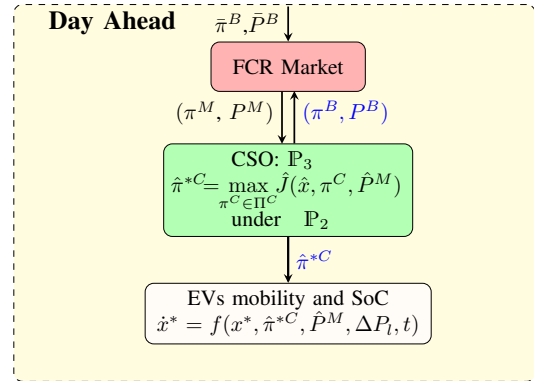 Day Ahead
π̄^B, P̄^B
FCR Market
(π^M, P^M) (π^B, P^B)
CSO: ℙ_3
π̂^{*C} = max_{π^C∈Π^C} Ĵ(x̂, π^C, P̂^M)
under ℙ_2
π̂^{*C}
EVs mobility and SoC
ẋ^* = f(x^*, π̂^{*C}, P̂^M, ΔP_l, t)